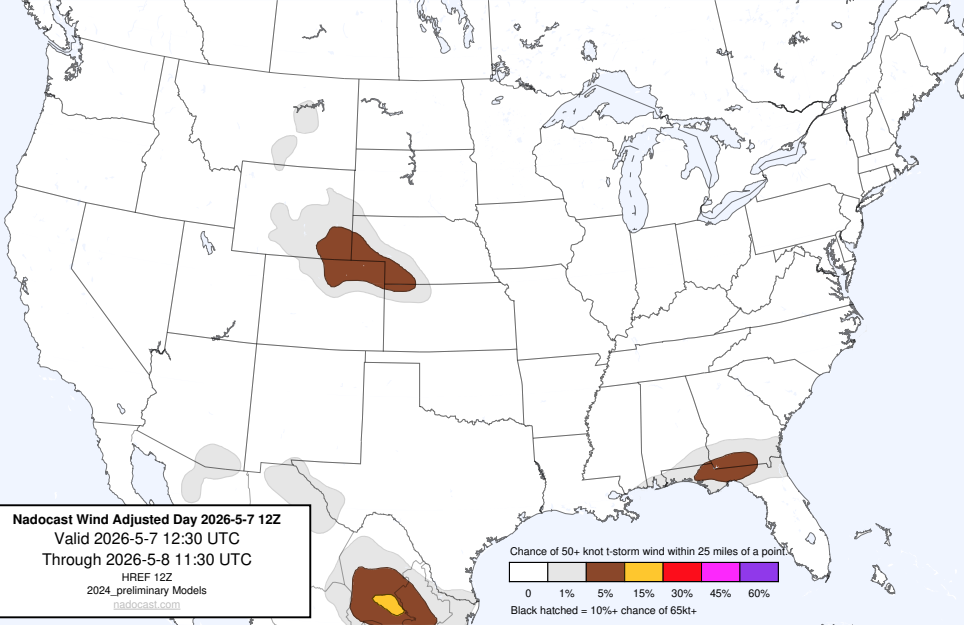 Nadocast Wind Adjusted Day 2026-5-7 12Z
Valid 2026-5-7 12:30 UTC
Through 2026-5-8 11:30 UTC
HREF 12Z
2024_preliminary Models
nadocast.com
Chance of 50+ knot t-storm wind within 25 miles of a point.
0 1% 5% 15% 30% 45% 60%
Black hatched = 10%+ chance of 65kt+